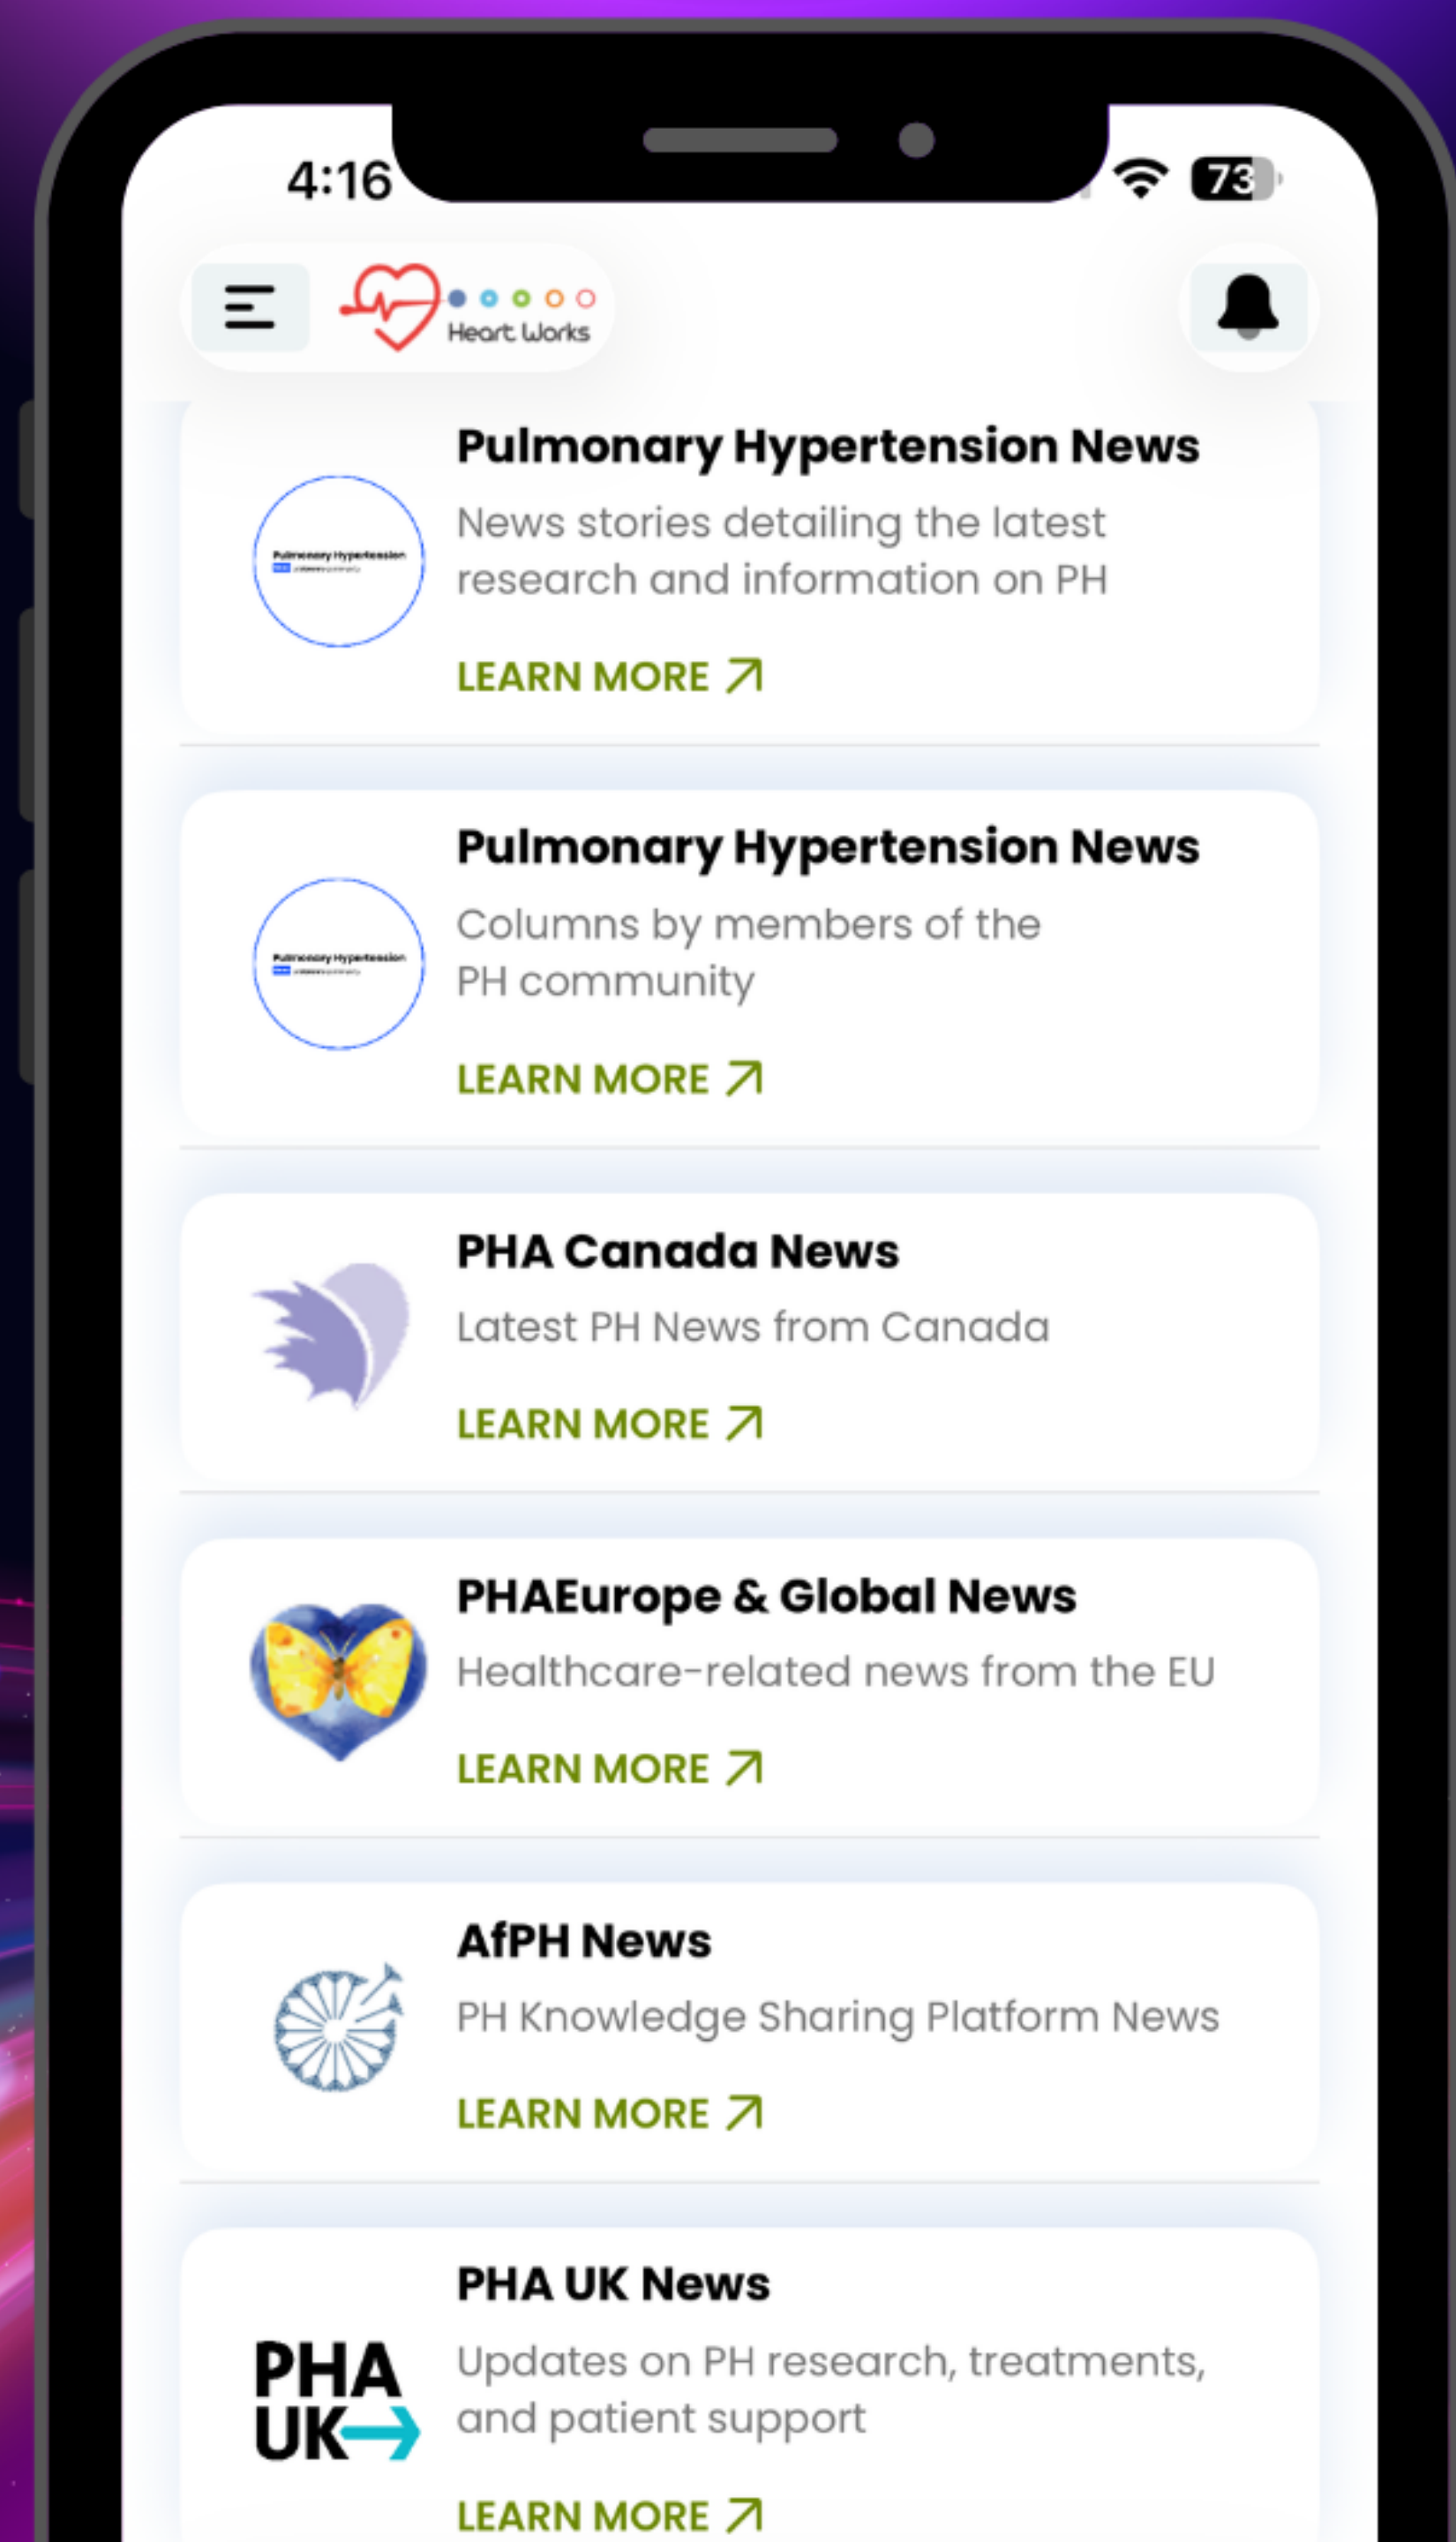 4:16
73
Heart Works
Pulmonary Hypertension News
Pulmonary Hypertension
News stories detailing the latest
research and information on PH
LEARN MORE
Pulmonary Hypertension News
Pulmonary Hypertension
Columns by members of the
PH community
LEARN MORE
PHA Canada News
Latest PH News from Canada
LEARN MORE
PHAEurope & Global News
Healthcare-related news from the EU
LEARN MORE
AfPH News
PH Knowledge Sharing Platform News
LEARN MORE
PHA UK News
PHA
UK
Updates on PH research, treatments,
and patient support
LEARN MORE